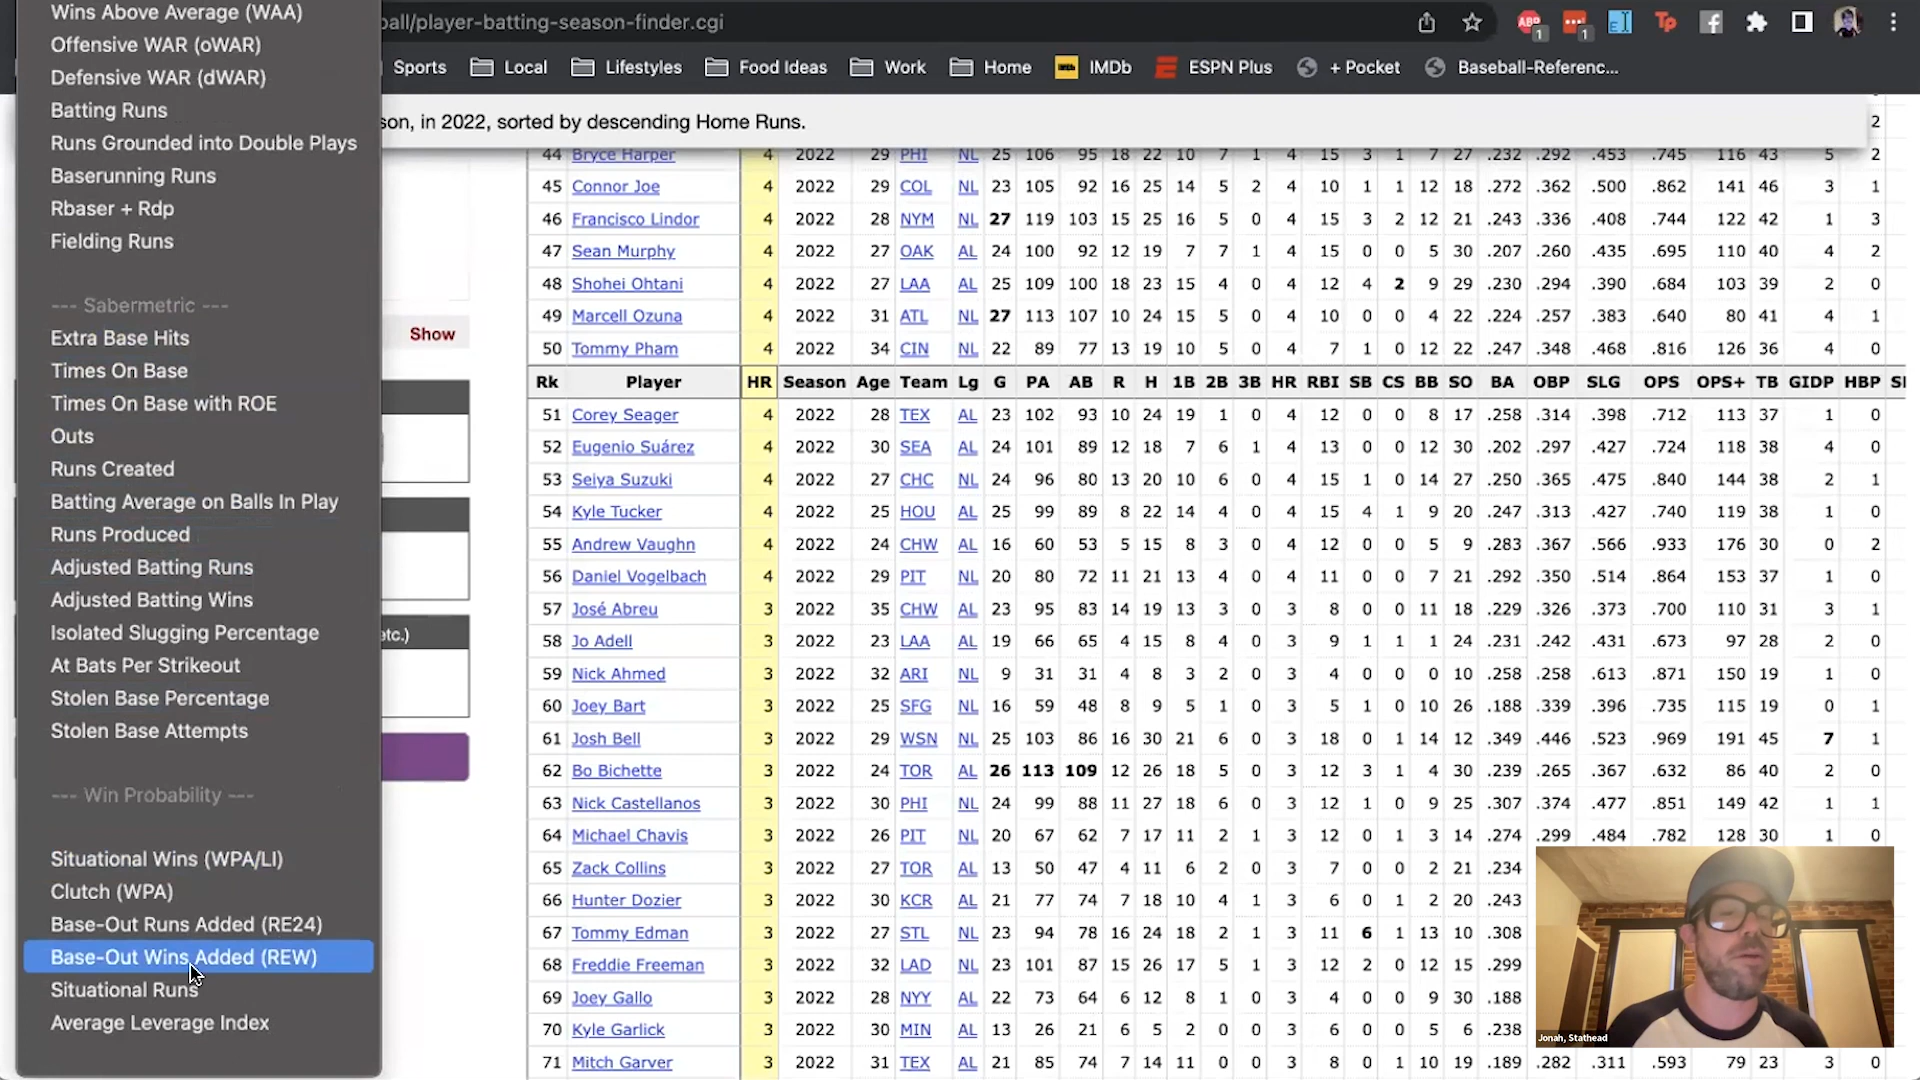 Wins Above Average (WAA)
Offensive WAR (oWAR)
Defensive WAR (dWAR)
Batting Runs
Runs Grounded into Double Plays
Baserunning Runs
Rbaser + Rdp
Fielding Runs
--- Sabermetric ---
Extra Base Hits
Times On Base
Times On Base with ROE
Outs
Runs Created
Batting Average on Balls In Play
Runs Produced
Adjusted Batting Runs
Adjusted Batting Wins
Isolated Slugging Percentage
At Bats Per Strikeout
Stolen Base Percentage
Stolen Base Attempts
--- Win Probability ---
Situational Wins (WPA/LI)
Clutch (WPA)
Base-Out Runs Added (RE24)
Base-Out Wins Added (REW)
Situational Runs
Average Leverage Index
ball/player-batting-season-finder.cgi
ABP 1 1 Tp
Sports Local Lifestyles Food Ideas Work Home IMDb ESPN Plus + Pocket Baseball-Referenc...
son, in 2022, sorted by descending Home Runs. 2
Show
etc.)
44 Bryce Harper 4 2022 29 PHI NL 25 106 95 18 22 10 7 1 4 15 3 1 7 27 .232 .292 .453 .745 116 43 5 2
45 Connor Joe 4 2022 29 COL NL 23 105 92 16 25 14 5 2 4 10 1 1 12 18 .272 .362 .500 .862 141 46 3 1
46 Francisco Lindor 4 2022 28 NYM NL 27 119 103 15 25 16 5 0 4 15 3 2 12 21 .243 .336 .408 .744 122 42 1 3
47 Sean Murphy 4 2022 27 OAK AL 24 100 92 12 19 7 7 1 4 15 0 0 5 30 .207 .260 .435 .695 110 40 4 2
48 Shohei Ohtani 4 2022 27 LAA AL 25 109 100 18 23 15 4 0 4 12 4 2 9 29 .230 .294 .390 .684 103 39 2 0
49 Marcell Ozuna 4 2022 31 ATL NL 27 113 107 10 24 15 5 0 4 10 0 0 4 22 .224 .257 .383 .640 80 41 4 1
50 Tommy Pham 4 2022 34 CIN NL 22 89 77 13 19 10 5 0 4 7 1 0 12 22 .247 .348 .468 .816 126 36 4 0
Rk Player HR Season Age Team Lg G PA AB R H 1B 2B 3B HR RBI SB CS BB SO BA OBP SLG OPS OPS+ TB GIDP HBP
51 Corey Seager 4 2022 28 TEX AL 23 102 93 10 24 19 1 0 4 12 0 0 8 17 .258 .314 .398 .712 113 37 1 0
52 Eugenio Suárez 4 2022 30 SEA AL 24 101 89 12 18 7 6 1 4 13 0 0 12 30 .202 .297 .427 .724 118 38 4 0
53 Seiya Suzuki 4 2022 27 CHC NL 24 96 80 13 20 10 6 0 4 15 1 0 14 27 .250 .365 .475 .840 144 38 2 1
54 Kyle Tucker 4 2022 25 HOU AL 25 99 89 8 22 14 4 0 4 15 4 1 9 20 .247 .313 .427 .740 119 38 1 0
55 Andrew Vaughn 4 2022 24 CHW AL 16 60 53 5 15 8 3 0 4 12 0 0 5 9 .283 .367 .566 .933 176 30 0 2
56 Daniel Vogelbach 4 2022 29 PIT NL 20 80 72 11 21 13 4 0 4 11 0 0 7 21 .292 .350 .514 .864 153 37 1 0
57 José Abreu 3 2022 35 CHW AL 23 95 83 14 19 13 3 0 3 8 0 0 11 18 .229 .326 .373 .700 110 31 3 1
58 Jo Adell 3 2022 23 LAA AL 19 66 65 4 15 8 4 0 3 9 1 1 1 24 .231 .242 .431 .673 97 28 2 0
59 Nick Ahmed 3 2022 32 ARI NL 9 31 31 4 8 3 2 0 3 4 0 0 0 10 .258 .258 .613 .871 150 19 1 0
60 Joey Bart 3 2022 25 SFG NL 16 59 48 8 9 5 1 0 3 5 1 0 10 26 .188 .339 .396 .735 115 19 0 1
61 Josh Bell 3 2022 29 WSN NL 25 103 86 16 30 21 6 0 3 18 0 1 14 12 .349 .446 .523 .969 191 45 7 1
62 Bo Bichette 3 2022 24 TOR AL 26 113 109 12 26 18 5 0 3 12 3 1 4 30 .239 .265 .367 .632 86 40 2 0
63 Nick Castellanos 3 2022 30 PHI NL 24 99 88 11 27 18 6 0 3 12 1 0 9 25 .307 .374 .477 .851 149 42 1 1
64 Michael Chavis 3 2022 26 PIT NL 20 67 62 7 17 11 2 1 3 12 0 1 3 14 .274 .299 .484 .782 128 30 1 0
65 Zack Collins 3 2022 27 TOR AL 13 50 47 4 11 6 2 0 3 7 0 0 2 21 .234
66 Hunter Dozier 3 2022 30 KCR AL 21 77 74 7 18 10 4 1 3 6 0 1 2 20 .243
67 Tommy Edman 3 2022 27 STL NL 23 94 78 16 24 18 2 1 3 11 6 1 13 10 .308
68 Freddie Freeman 3 2022 32 LAD NL 23 101 87 15 26 17 5 1 3 12 2 0 12 15 .299
69 Joey Gallo 3 2022 28 NYY AL 22 73 64 6 12 8 1 0 3 4 0 0 9 30 .188
70 Kyle Garlick 3 2022 30 MIN AL 13 26 21 6 5 2 0 0 3 6 0 0 5 6 .238
71 Mitch Garver 3 2022 31 TEX AL 21 85 74 7 14 11 0 0 3 8 0 1 10 19 .189 .282 .311 .593 79 23 3 0
Jonah, Stathead